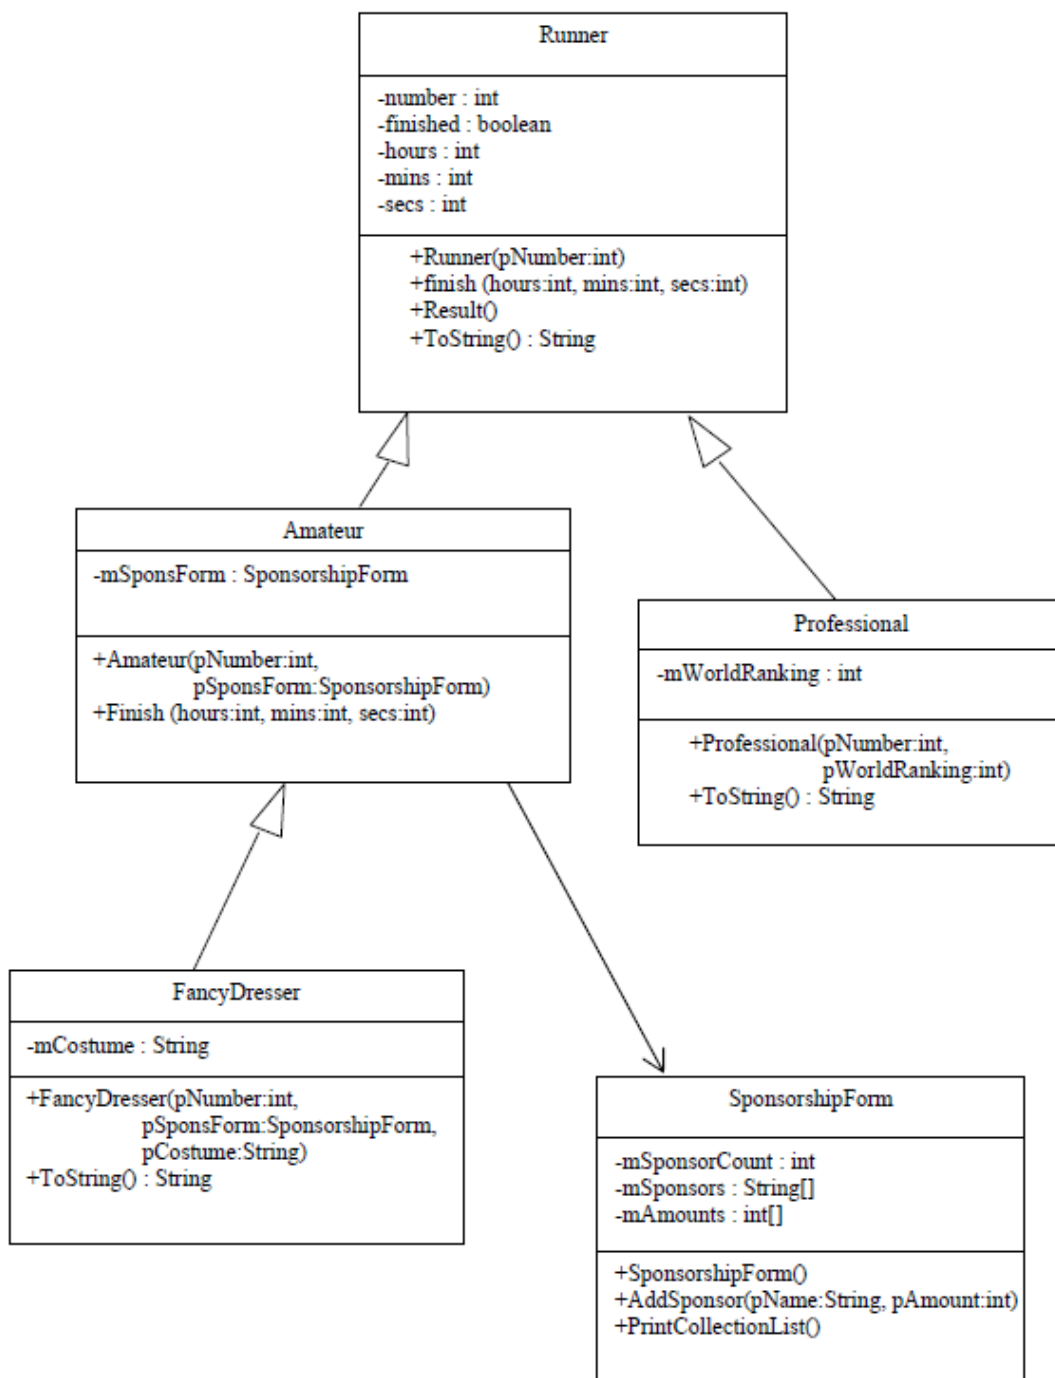 Runner
-number : int
-finished : boolean
-hours : int
-mins : int
-secs : int
+Runner(pNumber:int)
+finish (hours:int, mins:int, secs:int)
+Result()
+ToString() : String
Amateur
-mSponsForm : SponsorshipForm
+Amateur(pNumber:int,
pSponsForm:SponsorshipForm)
+Finish (hours:int, mins:int, secs:int)
Professional
-mWorldRanking : int
+Professional(pNumber:int,
pWorldRanking:int)
+ToString() : String
FancyDresser
-mCostume : String
+FancyDresser(pNumber:int,
pSponsForm:SponsorshipForm,
pCostume:String)
+ToString() : String
SponsorshipForm
-mSponsorCount : int
-mSponsors : String[]
-mAmounts : int[]
+SponsorshipForm()
+AddSponsor(pName:String, pAmount:int)
+PrintCollectionList()